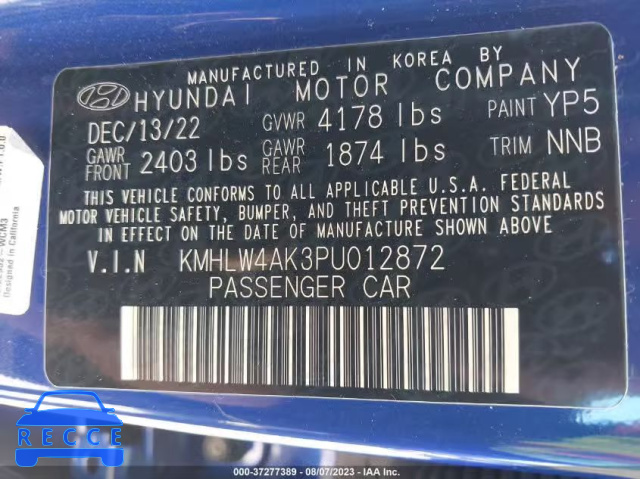 MANUFACTURED IN KOREA BY
HYUNDAI MOTOR COMPANY
DEC/13/22 GVWR 4178 lbs PAINT YP5
GAWR FRONT 2403 lbs GAWR REAR 1874 lbs TRIM NNB
THIS VEHICLE CONFORMS TO ALL APPLICABLE U.S.A. FEDERAL
MOTOR VEHICLE SAFETY, BUMPER, AND THEFT PREVENTION STANDARDS
IN EFFECT ON THE DATE OF MANUFACTURE SHOWN ABOVE.
V.I.N KMHLW4AK3PU012872
PASSENGER CAR
WCM3
Designed in California
RECCE
000-37277389 - 08/07/2023 - IAA Inc.